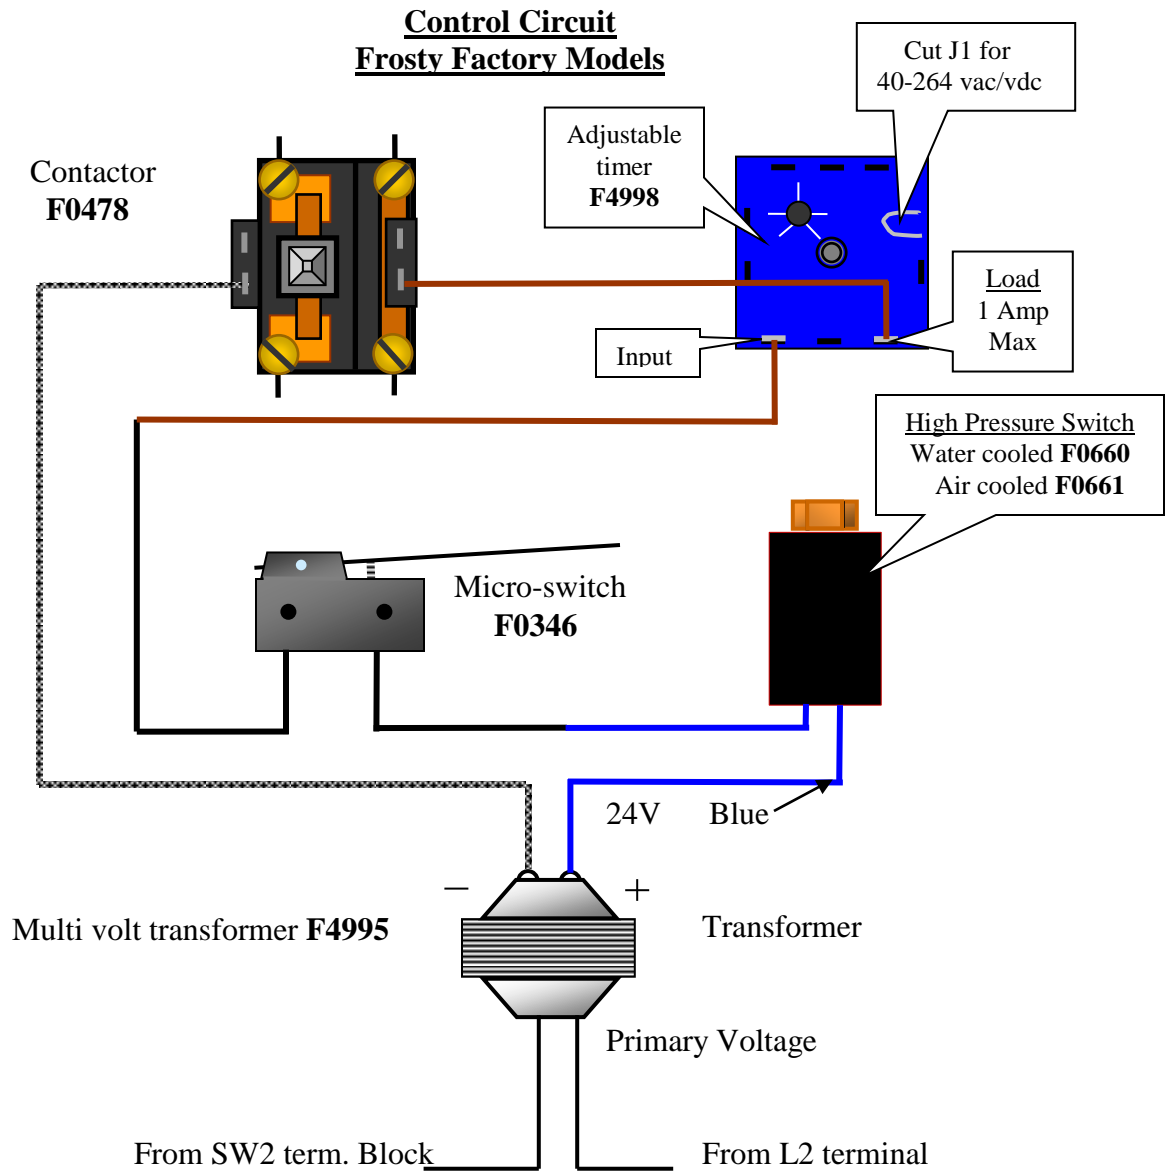 Control Circuit
Frosty Factory Models
Cut J1 for
40-264 vac/vdc
Adjustable
timer
F4998
Contactor
F0478
Load
1 Amp
Max
Input
High Pressure Switch
Water cooled F0660
Air cooled F0661
Micro-switch
F0346
24V Blue
– +
Multi volt transformer F4995
Transformer
Primary Voltage
From SW2 term. Block
From L2 terminal